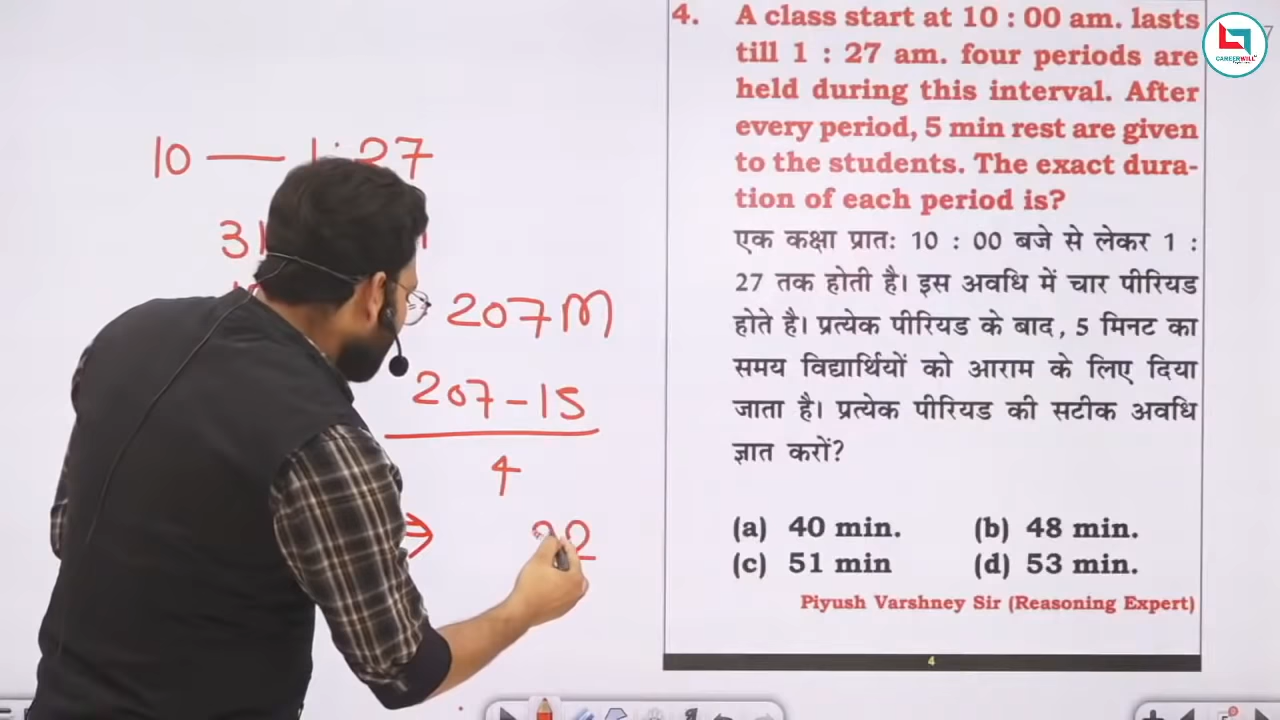 4. A class start at 10 : 00 am. lasts
till 1 : 27 am. four periods are
held during this interval. After
every period, 5 min rest are given
to the students. The exact dura-
tion of each period is?
एक कक्षा प्रातः 10 : 00 बजे से लेकर 1 :
27 तक होती है। इस अवधि में चार पीरियड
होते है। प्रत्येक पीरियड के बाद, 5 मिनट का
समय विद्यार्थियों को आराम के लिए दिया
जाता है। प्रत्येक पीरियड की सटीक अवधि
ज्ञात करों?
(a) 40 min. (b) 48 min.
(c) 51 min (d) 53 min.
Piyush Varshney Sir (Reasoning Expert)
4
CAREERWILL
7
10 — 1:27
207 M
207 - 15
4
⇒